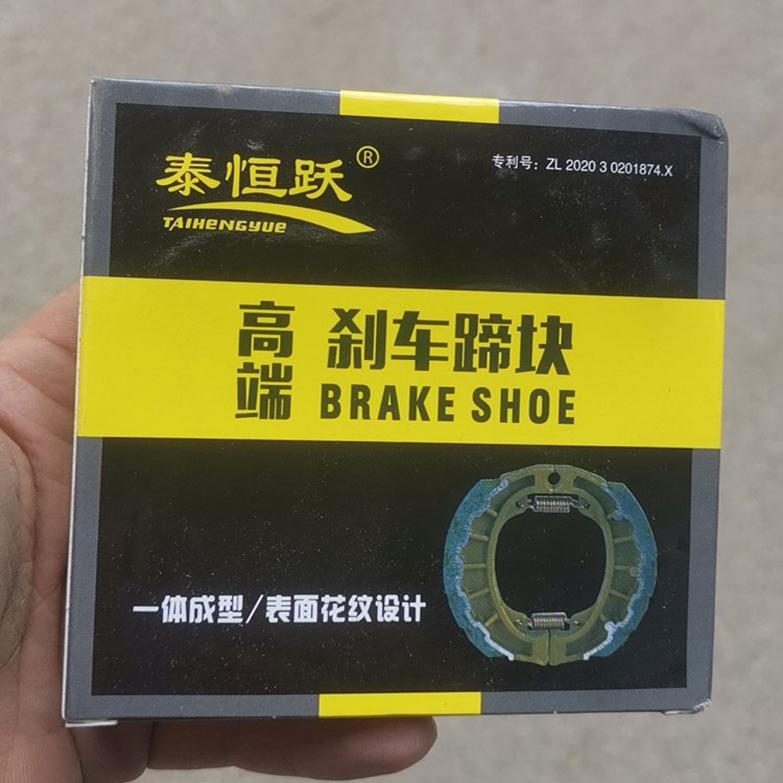 泰恒跃®
TAIHENGYUE
专利号：ZL 2020 3 0201874.X
高端 刹车蹄块
BRAKE SHOE
一体成型/表面花纹设计